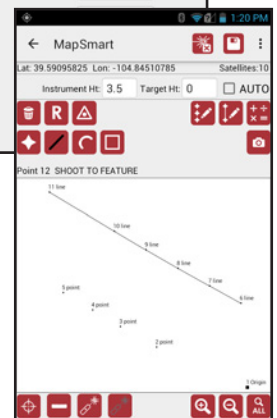 1:20 PM
MapSmart
Lat: 39.59095825 Lon: -104.84510785 Satellites:10
Instrument Ht: 3.5 Target Ht: 0 AUTO
R
Point 12 SHOOT TO FEATURE
11 line
10 line
9 line
8 line
7 line
6 line
5 point
4 point
3 point
2 point
1 Origin
ALL